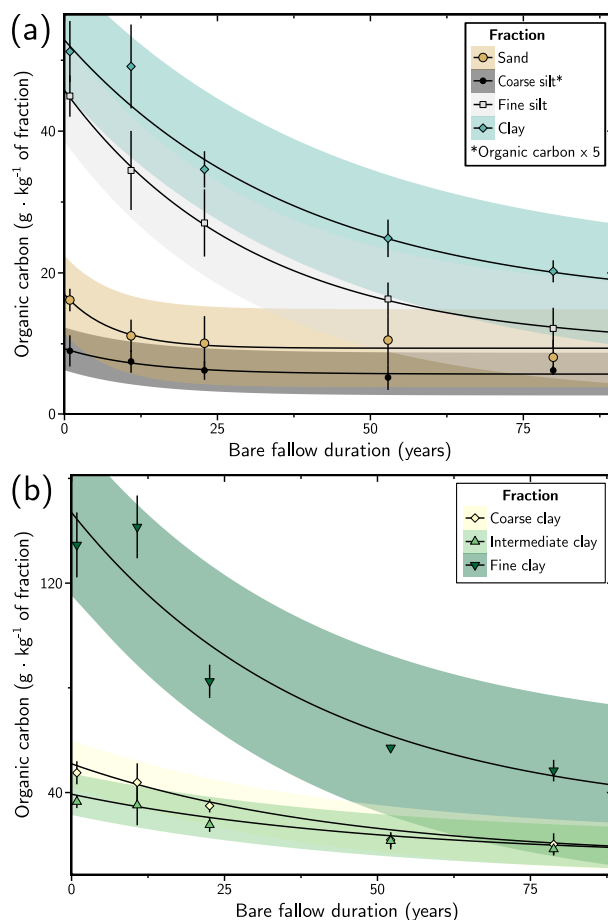 (a)
Fraction
Sand
Coarse silt*
Fine silt
Clay
*Organic carbon x 5
Organic carbon (g · kg⁻¹ of fraction)
40
20
0
0 25 50 75
Bare fallow duration (years)
(b)
Fraction
Coarse clay
Intermediate clay
Fine clay
Organic carbon (g · kg⁻¹ of fraction)
120
40
0 25 50 75
Bare fallow duration (years)